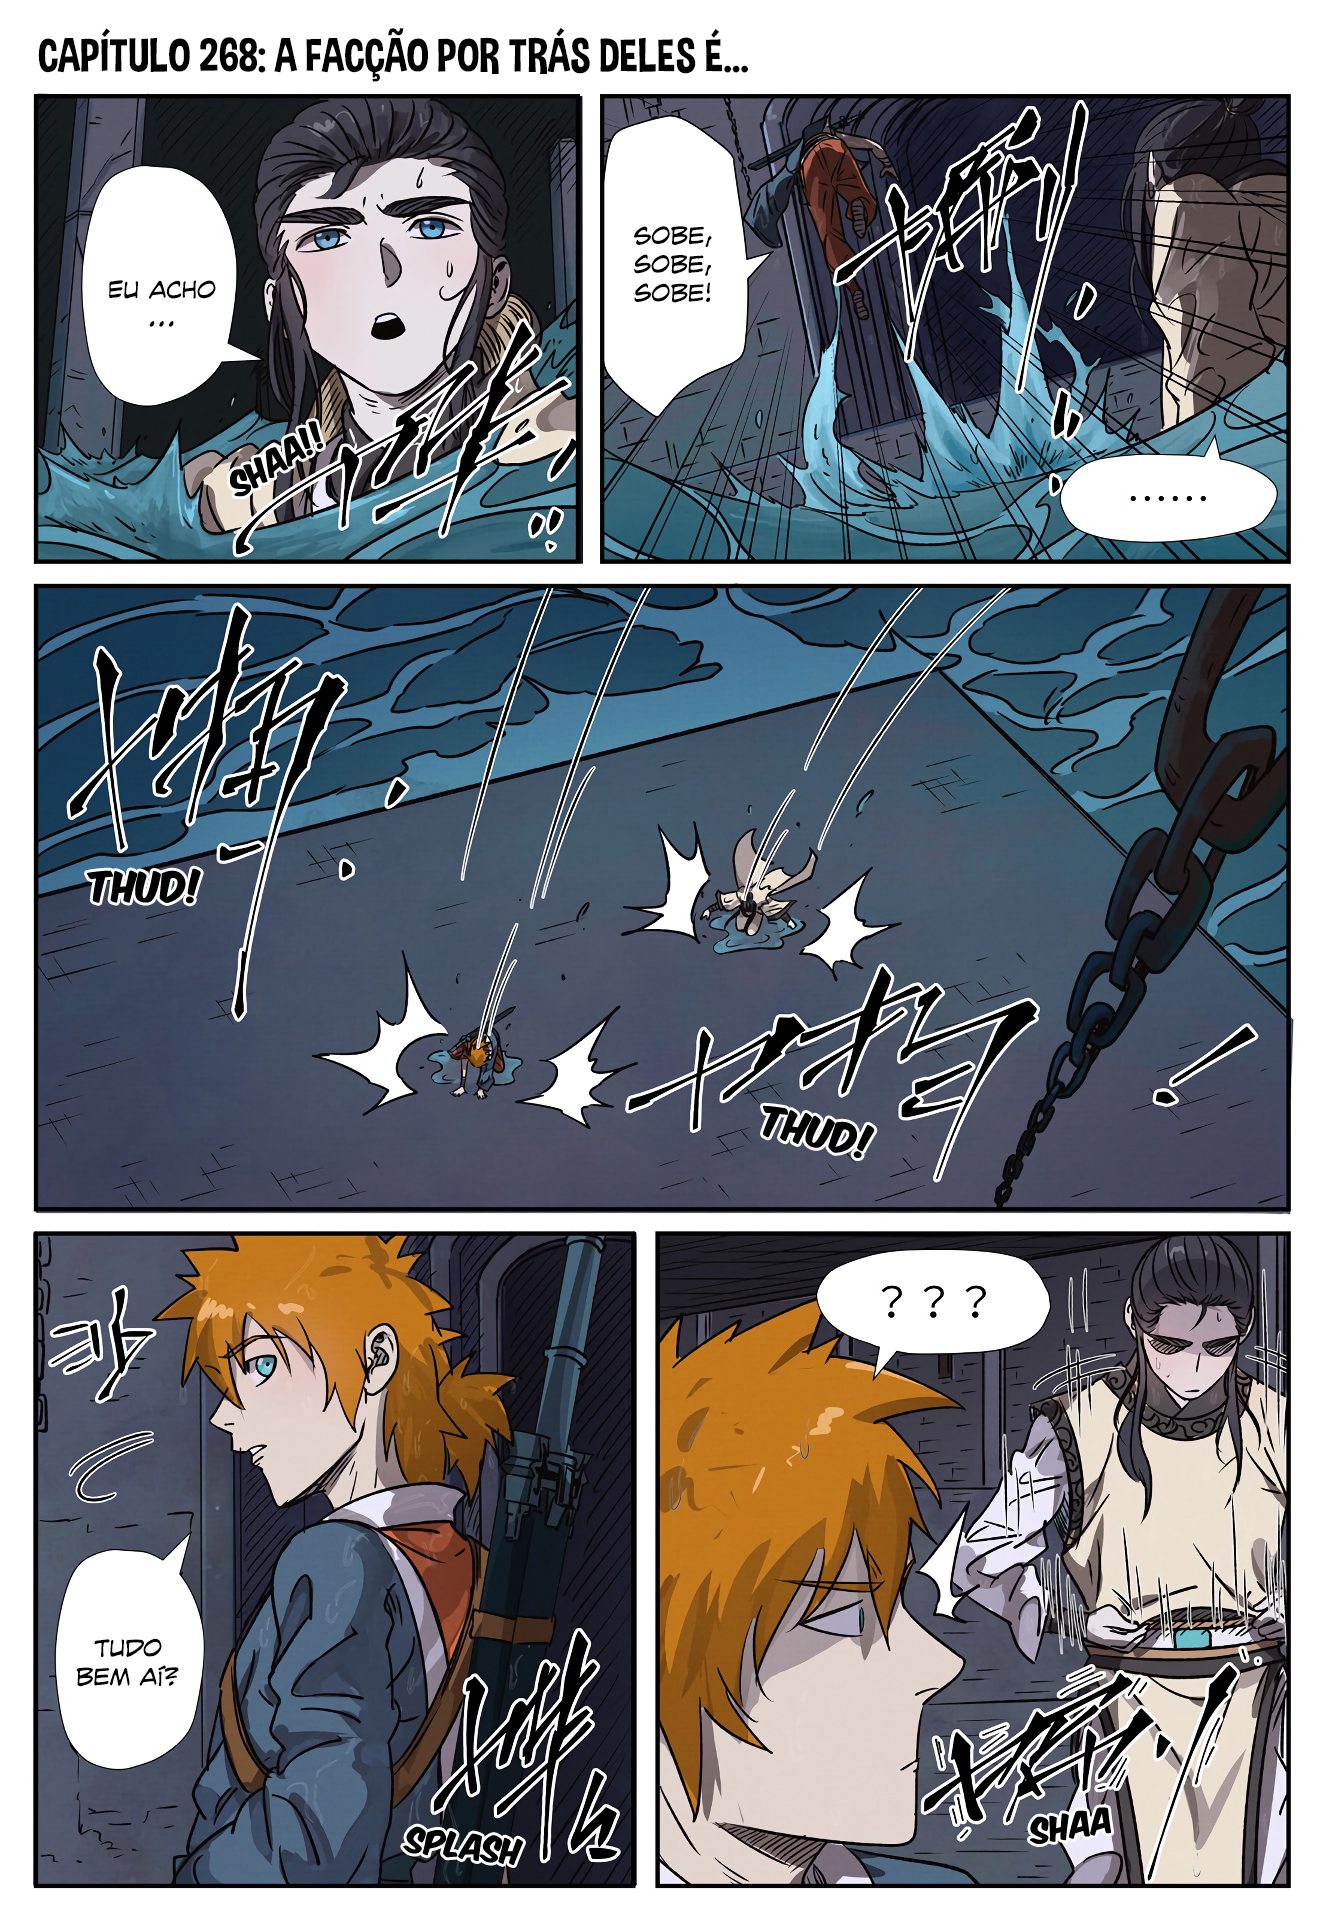 CAPÍTULO 268: A FACÇÃO POR TRÁS DELES É...
EU ACHO
...
SHAA!!
SOBE,
SOBE,
SOBE!
......
THUD!
THUD!
TUDO
BEM AÍ?
SPLASH
? ? ?
SHAA